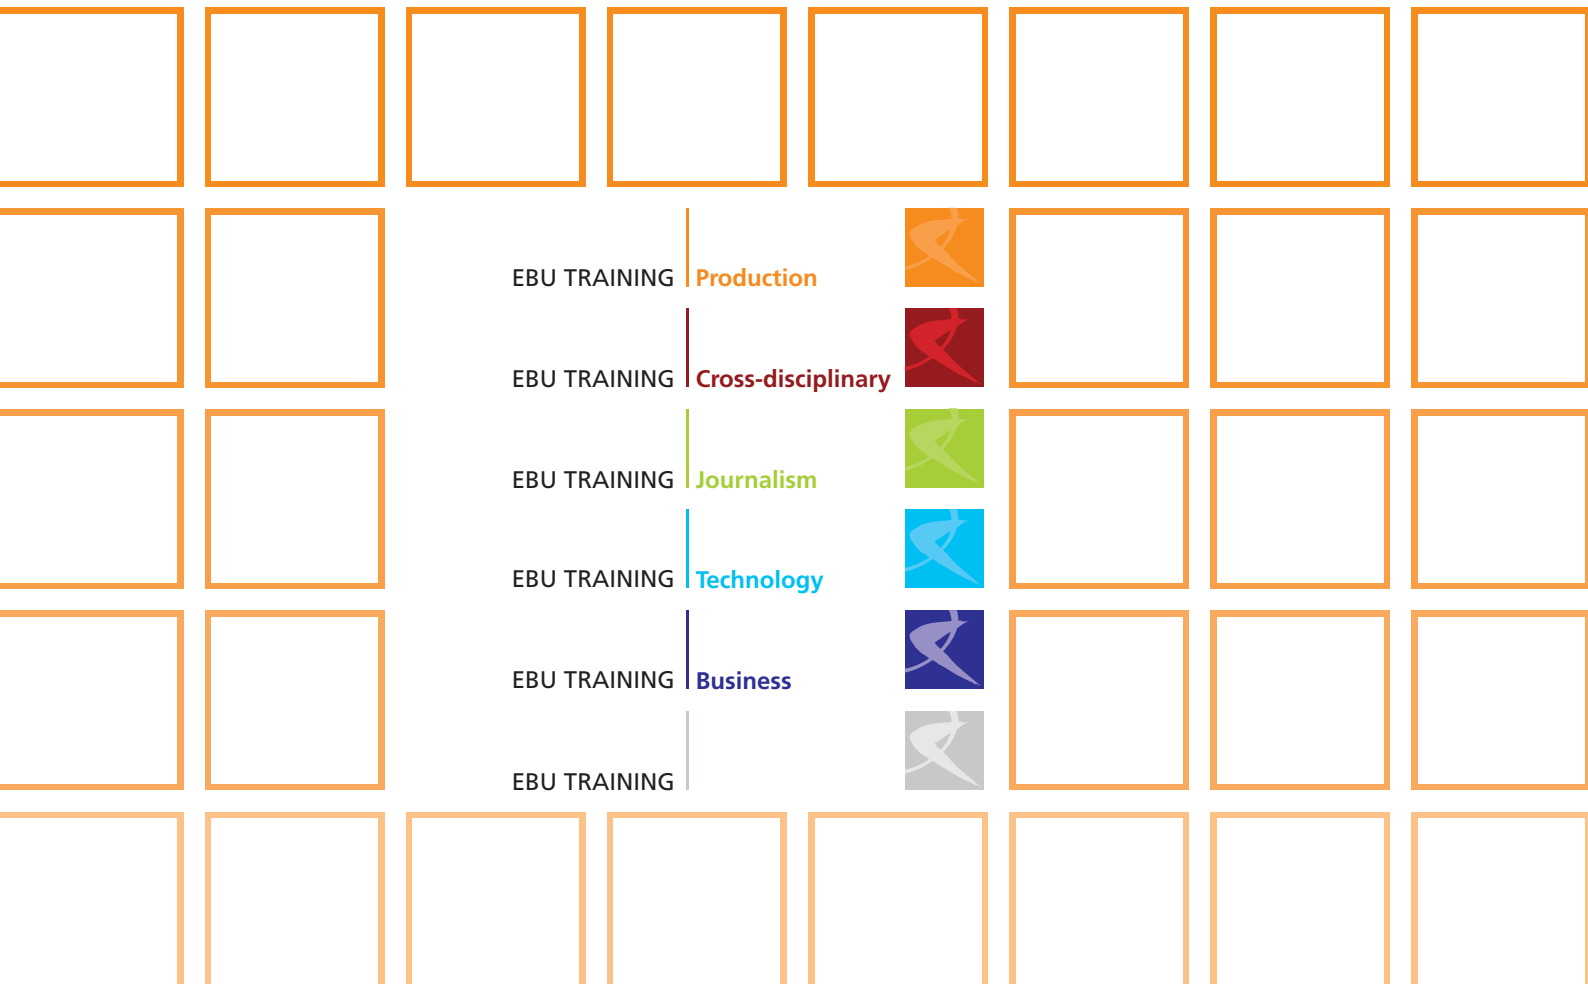 EBU TRAINING Production
EBU TRAINING Cross-disciplinary
EBU TRAINING Journalism
EBU TRAINING Technology
EBU TRAINING Business
EBU TRAINING